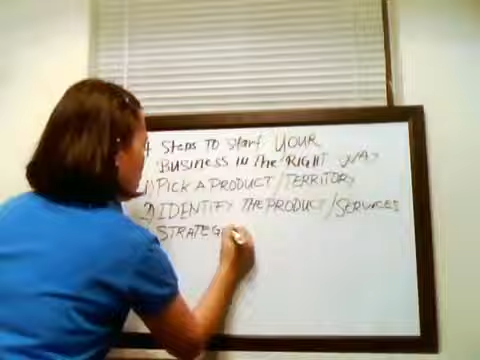 4 Steps to Start YOUR
BUSINESS IN the RIGHT WAY
1) PICK A PRODUCT/TERRITORY
2) IDENTIFY THE PRODUCT/SERVICES
STRATEG